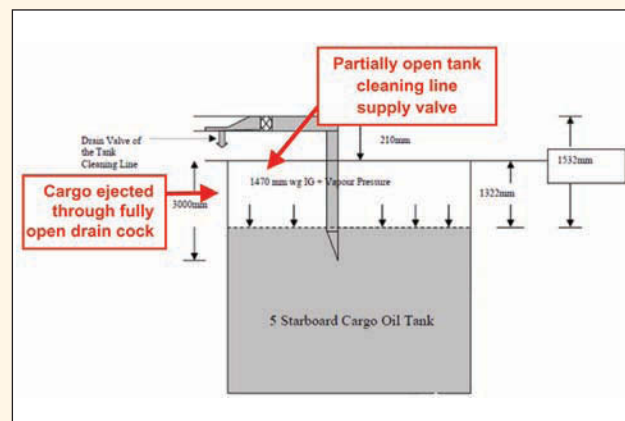 Partially open tank
cleaning line
supply valve
Drain Valve of
the Tank
Cleaning Line
210mm
1532mm
Cargo ejected
through fully
open drain cock
3000mm
1470 mm wg IG + Vapour Pressure
1322mm
5 Starboard Cargo Oil Tank